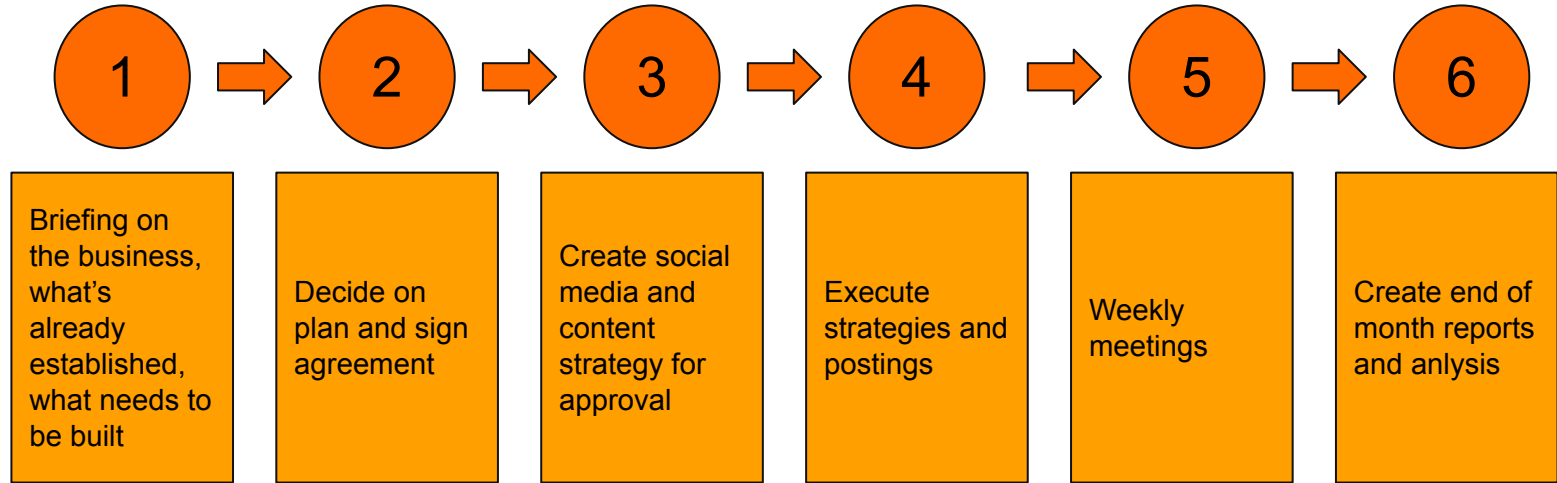 1
2
3
4
5
6
Briefing on
the business,
what’s
already
established,
what needs to
be built
Decide on
plan and sign
agreement
Create social
media and
content
strategy for
approval
Execute
strategies and
postings
Weekly
meetings
Create end of
month reports
and anlysis